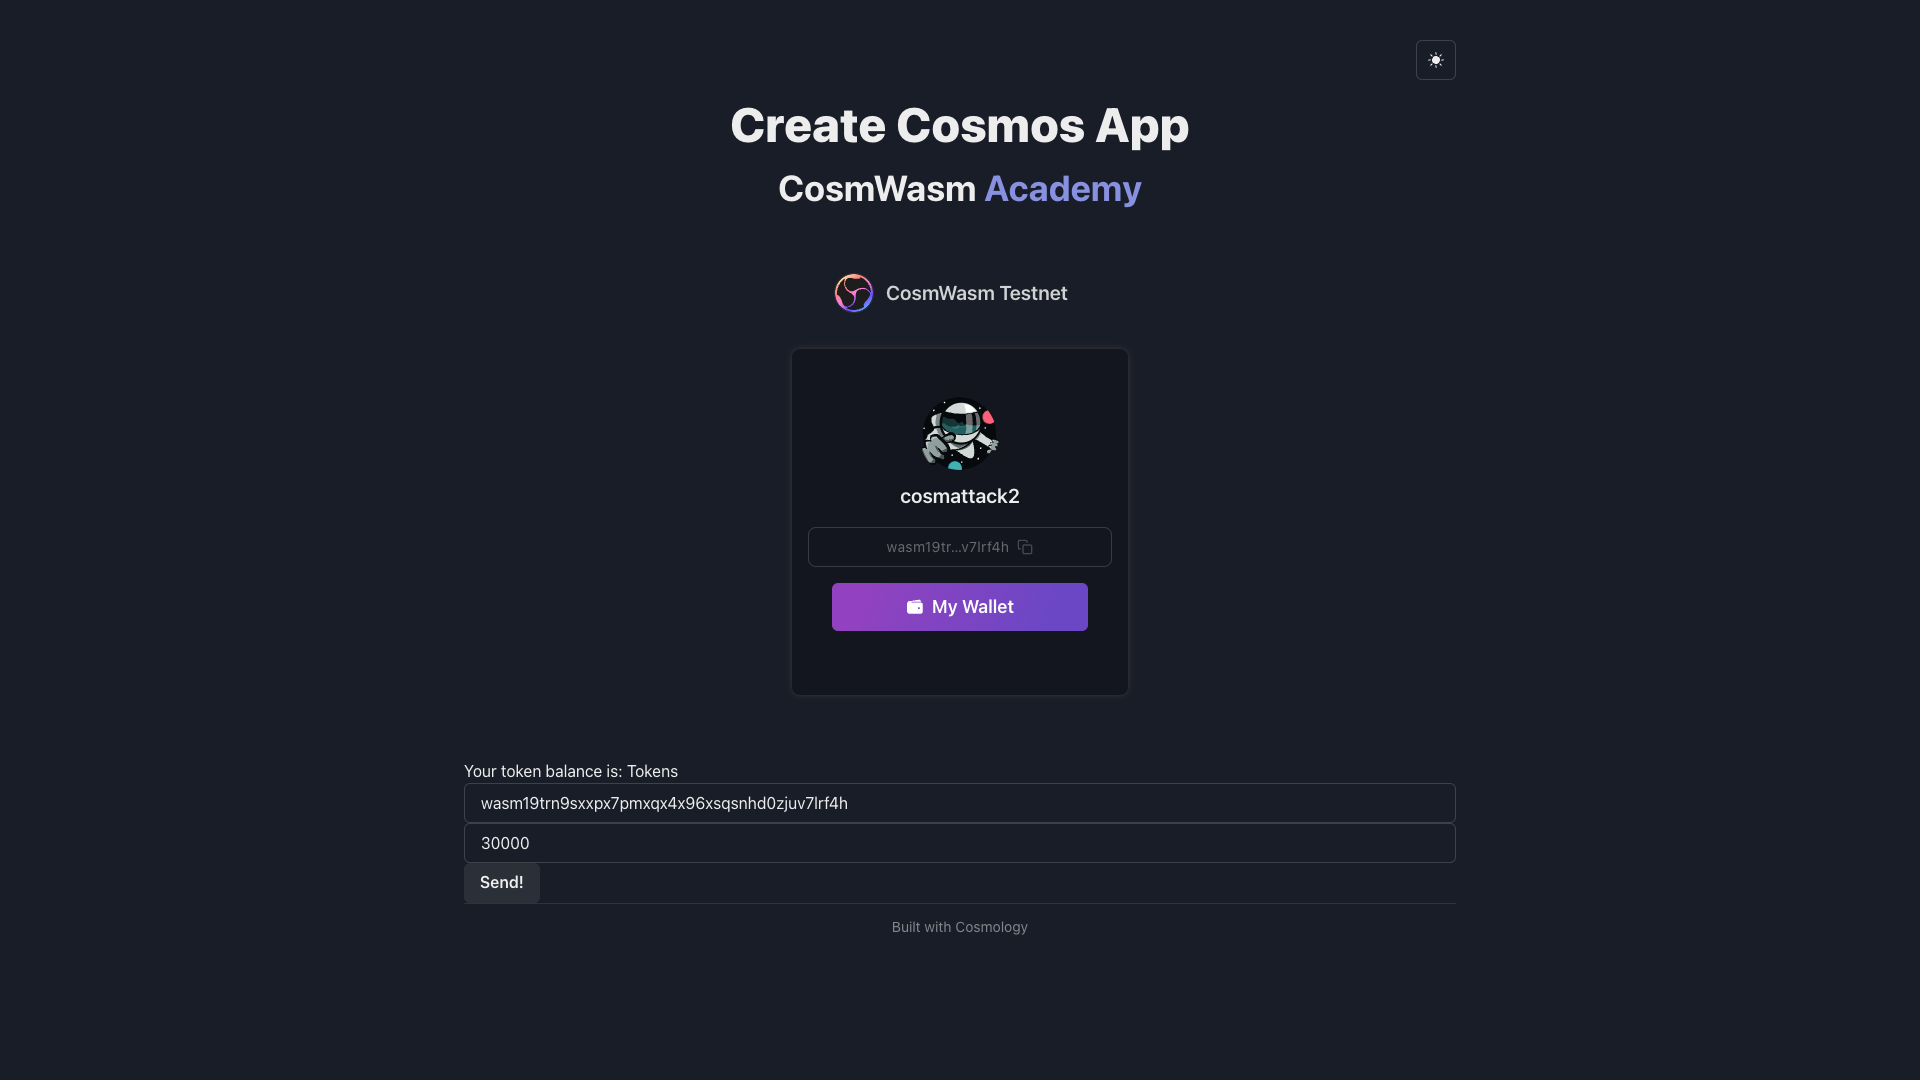 Create Cosmos App
CosmWasm Academy
CosmWasm Testnet
cosmattack2
wasm19tr...v7lrf4h
My Wallet
Your token balance is: Tokens
wasm19trn9sxxpx7pmxqx4x96xsqsnhd0zjuv7lrf4h
30000
Send!
Built with Cosmology